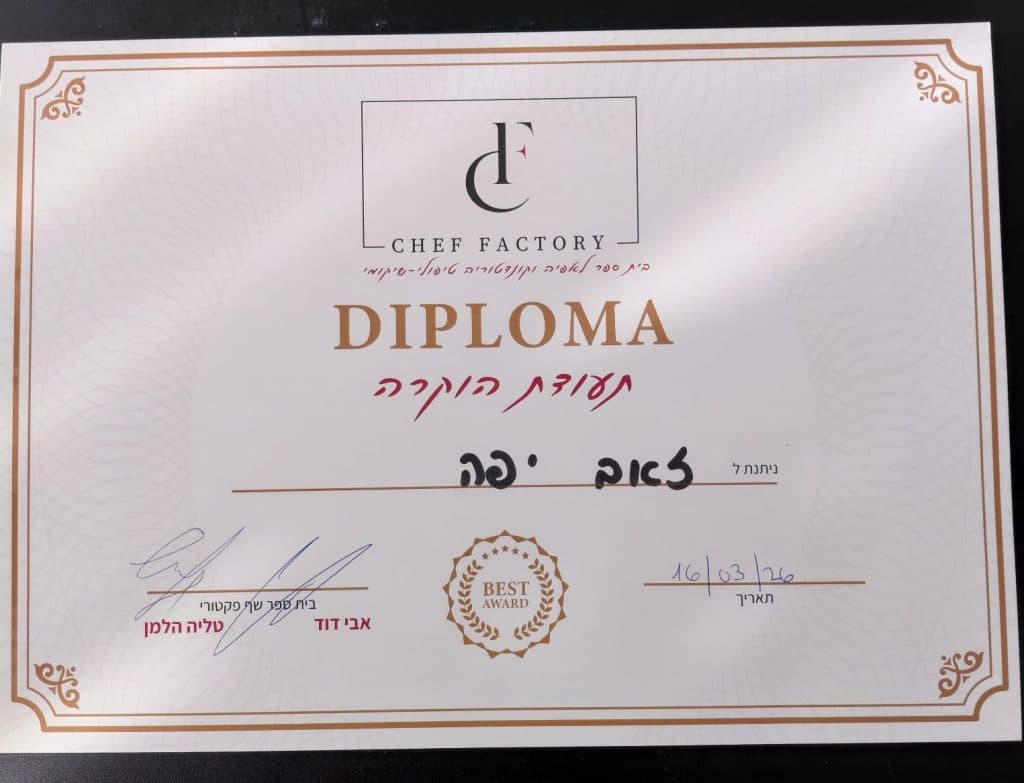 CHEF FACTORY
בית ספר לאפיה וקונדטוריה טיפולי-שיקומי
DIPLOMA
תעודת הוקרה
ניתנת ל זאב יפה
16/03/26
תאריך
BEST
AWARD
בית ספר שף פקטורי
אבי דוד טליה הלמן